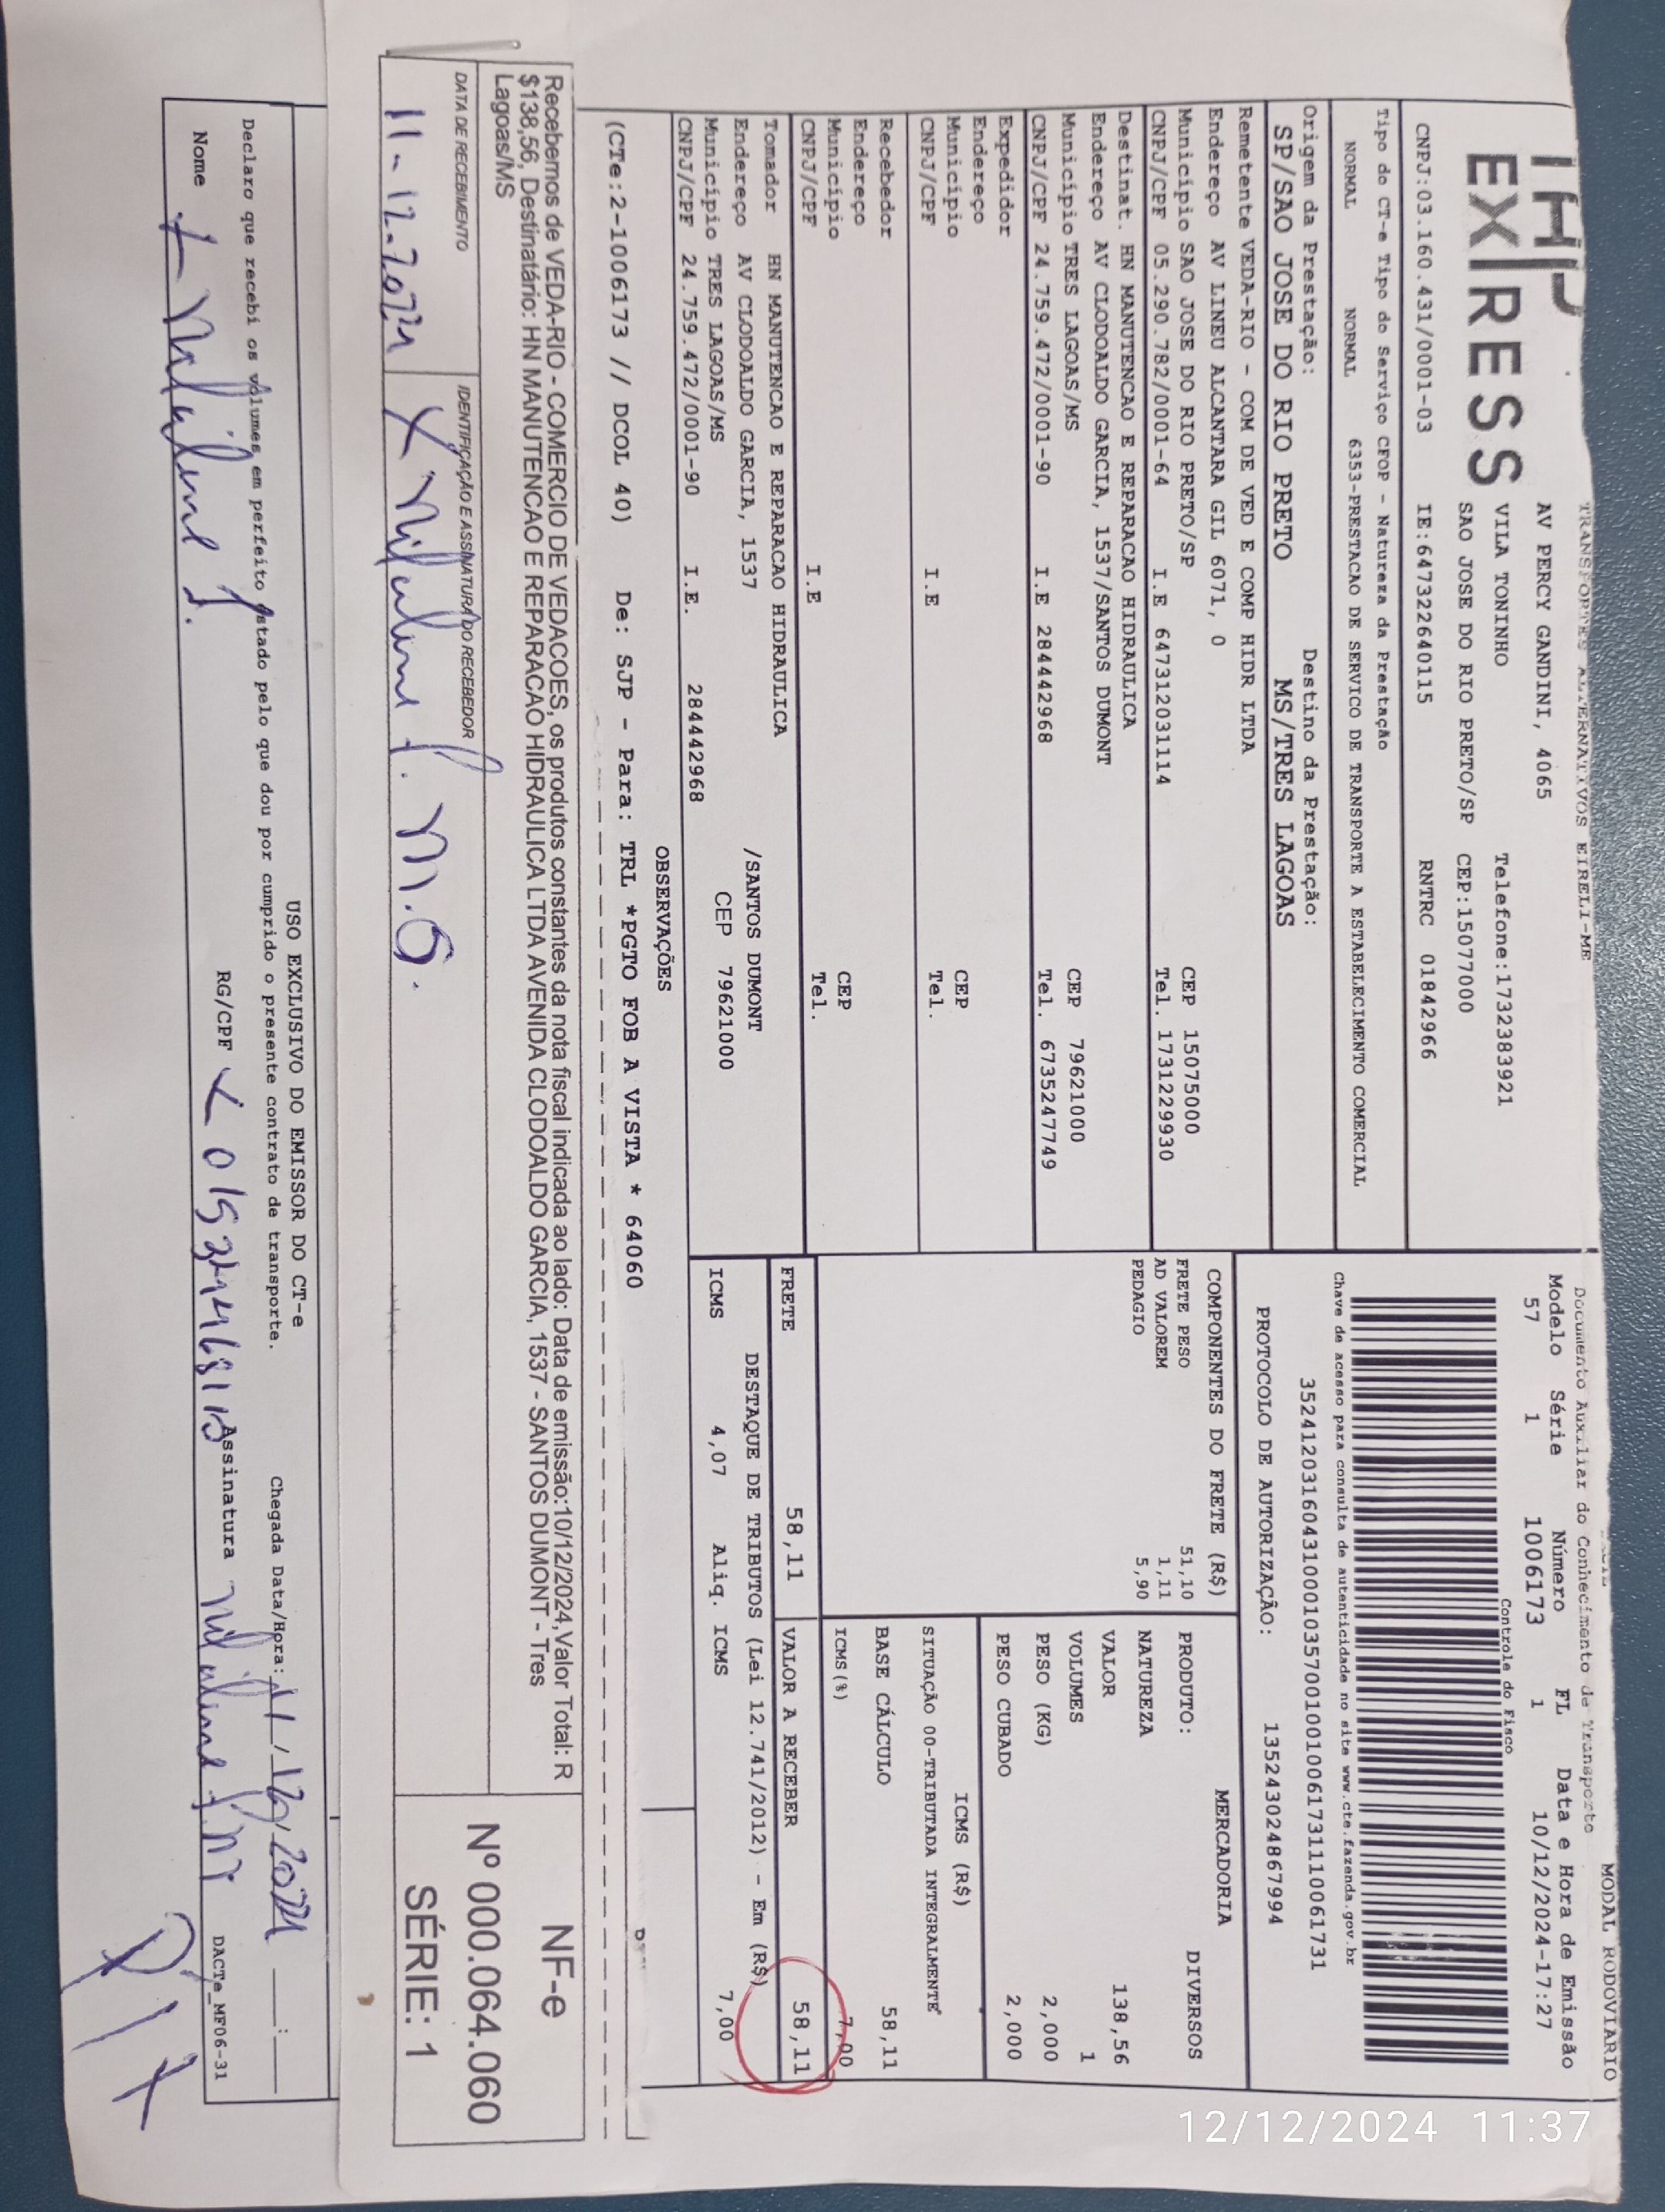 THP
EXPRESS
TRANSPORTES ALTERNATIVOS EIRELI-ME
AV PERCY GANDINI, 4065
VILA TONINHO Telefone:1732383921
SAO JOSE DO RIO PRETO/SP CEP:15077000
CNPJ:03.160.431/0001-03 IE:647322640115 RNTRC 01842966
Tipo do CT-e Tipo do Serviço CFOP - Natureza da Prestação
NORMAL NORMAL 6353-PRESTACAO DE SERVICO DE TRANSPORTE A ESTABELECIMENTO COMERCIAL
Origem da Prestação: Destino da Prestação:
SP/SAO JOSE DO RIO PRETO MS/TRES LAGOAS
Remetente VEDA-RIO - COM DE VED E COMP HIDR LTDA
Endereço AV LINEU ALCANTARA GIL 6071, 0
Município SAO JOSE DO RIO PRETO/SP CEP 15075000
CNPJ/CPF 05.290.782/0001-64 I.E 647312031114 Tel. 1731229930
Destinat. HN MANUTENCAO E REPARACAO HIDRAULICA
Endereço AV CLODOALDO GARCIA, 1537/SANTOS DUMONT
Município TRES LAGOAS/MS CEP 79621000
CNPJ/CPF 24.759.472/0001-90 I.E 284442968 Tel. 6735247749
Expedidor
Endereço
Município CEP
CNPJ/CPF I.E Tel.
Recebedor
Endereço
Município CEP
CNPJ/CPF I.E Tel.
Tomador HN MANUTENCAO E REPARACAO HIDRAULICA
Endereço AV CLODOALDO GARCIA, 1537 /SANTOS DUMONT
Município TRES LAGOAS/MS CEP 79621000
CNPJ/CPF 24.759.472/0001-90 I.E. 284442968
MODAL RODOVIARIO
Documento Auxiliar do Conhecimento de Transporte
Modelo Série Número FL Data e Hora de Emissão
57 1 1006173 1 10/12/2024-17:27
Controle do Fisco
Chave de acesso para consulta de autenticidade no site www.cte.fazenda.gov.br
35241203160431000103570010010061731110061731
PROTOCOLO DE AUTORIZAÇÃO: 135243024867994
COMPONENTES DO FRETE (R$)
FRETE PESO 51,10
AD VALOREM 1,11
PEDAGIO 5,90
MERCADORIA
PRODUTO: DIVERSOS
NATUREZA
VALOR 138,56
VOLUMES 1
PESO (KG) 2,000
PESO CUBADO 2,000
ICMS (R$)
SITUAÇÃO 00-TRIBUTADA INTEGRALMENTE
BASE CÁLCULO 58,11
ICMS(%) 7,00
FRETE 58,11 VALOR A RECEBER 58,11
DESTAQUE DE TRIBUTOS (Lei 12.741/2012) - Em (R$)
ICMS 4,07 Aliq. ICMS 7,00
OBSERVAÇÕES
(CTe:2-1006173 // DCOL 40) De: SJP - Para: TRL *PGTO FOB A VISTA * 64060
Recebemos de VEDA-RIO - COMERCIO DE VEDACOES, os produtos constantes da nota fiscal indicada ao lado: Data de emissão:10/12/2024,Valor Total: R
$138,56, Destinatário: HN MANUTENCAO E REPARACAO HIDRAULICA LTDA AVENIDA CLODOALDO GARCIA, 1537 - SANTOS DUMONT - Tres
Lagoas/MS
DATA DE RECEBIMENTO IDENTIFICAÇÃO E ASSINATURA DO RECEBEDOR
11-12-2024
NF-e
Nº 000.064.060
SÉRIE: 1
USO EXCLUSIVO DO EMISSOR DO CT-e
Declaro que recebi os volumes em perfeito estado pelo que dou por cumprido o presente contrato de transporte. Chegada Data/Hora: 11/12/2024 ___:___
Nome RG/CPF Assinatura DACTe_MF06-31
PIX
12/12/2024 11:37